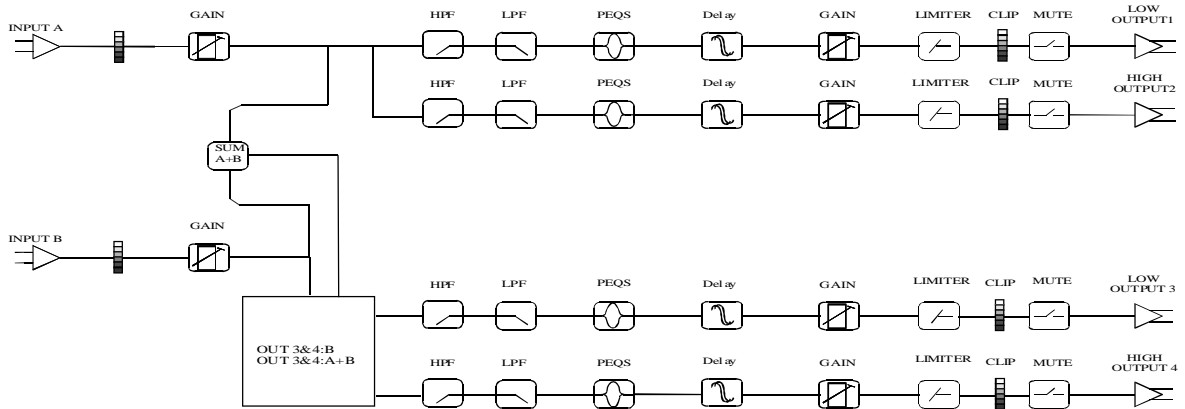 INPUT A
GAIN
HPF LPF PEQS Delay GAIN LIMITER CLIP MUTE
LOW
OUTPUT1
HPF LPF PEQS Delay GAIN LIMITER CLIP MUTE
HIGH
OUTPUT2
SUM
A+B
INPUT B
GAIN
HPF LPF PEQS Delay GAIN LIMITER CLIP MUTE
LOW
OUTPUT 3
OUT 3&4:B
OUT 3&4:A+B
HPF LPF PEQS Delay GAIN LIMITER CLIP MUTE
HIGH
OUTPUT 4